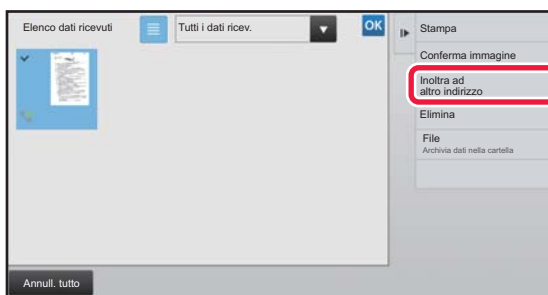 Elenco dati ricevuti
Tutti i dati ricev.
OK
Stampa
Conferma immagine
Inoltra ad
altro indirizzo
Elimina
File
Archivia dati nella cartella
Annull. tutto